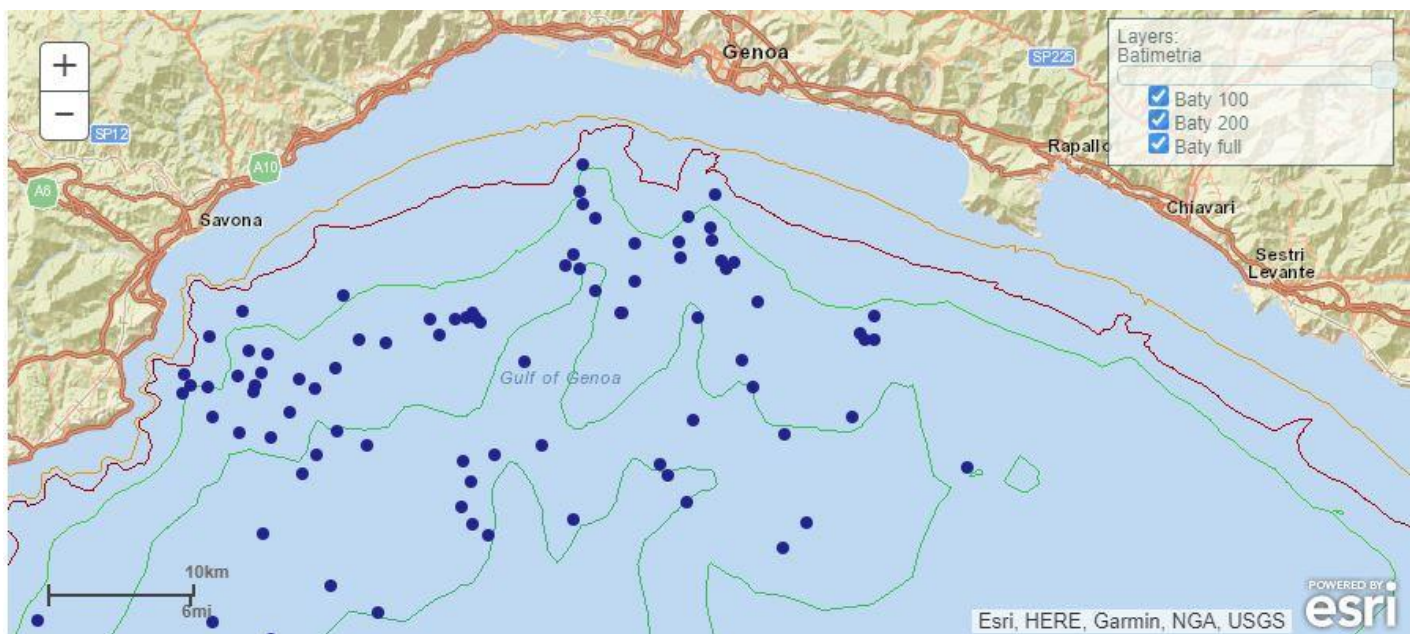 +
−
Genoa
SP225
Layers:
Batimetria
Baty 100
Baty 200
Baty full
SP12
A10
A6
Rapallo
Savona
Chiavari
Sestri
Levante
Gulf of Genoa
10km
6mi
POWERED BY
esri
Esri, HERE, Garmin, NGA, USGS